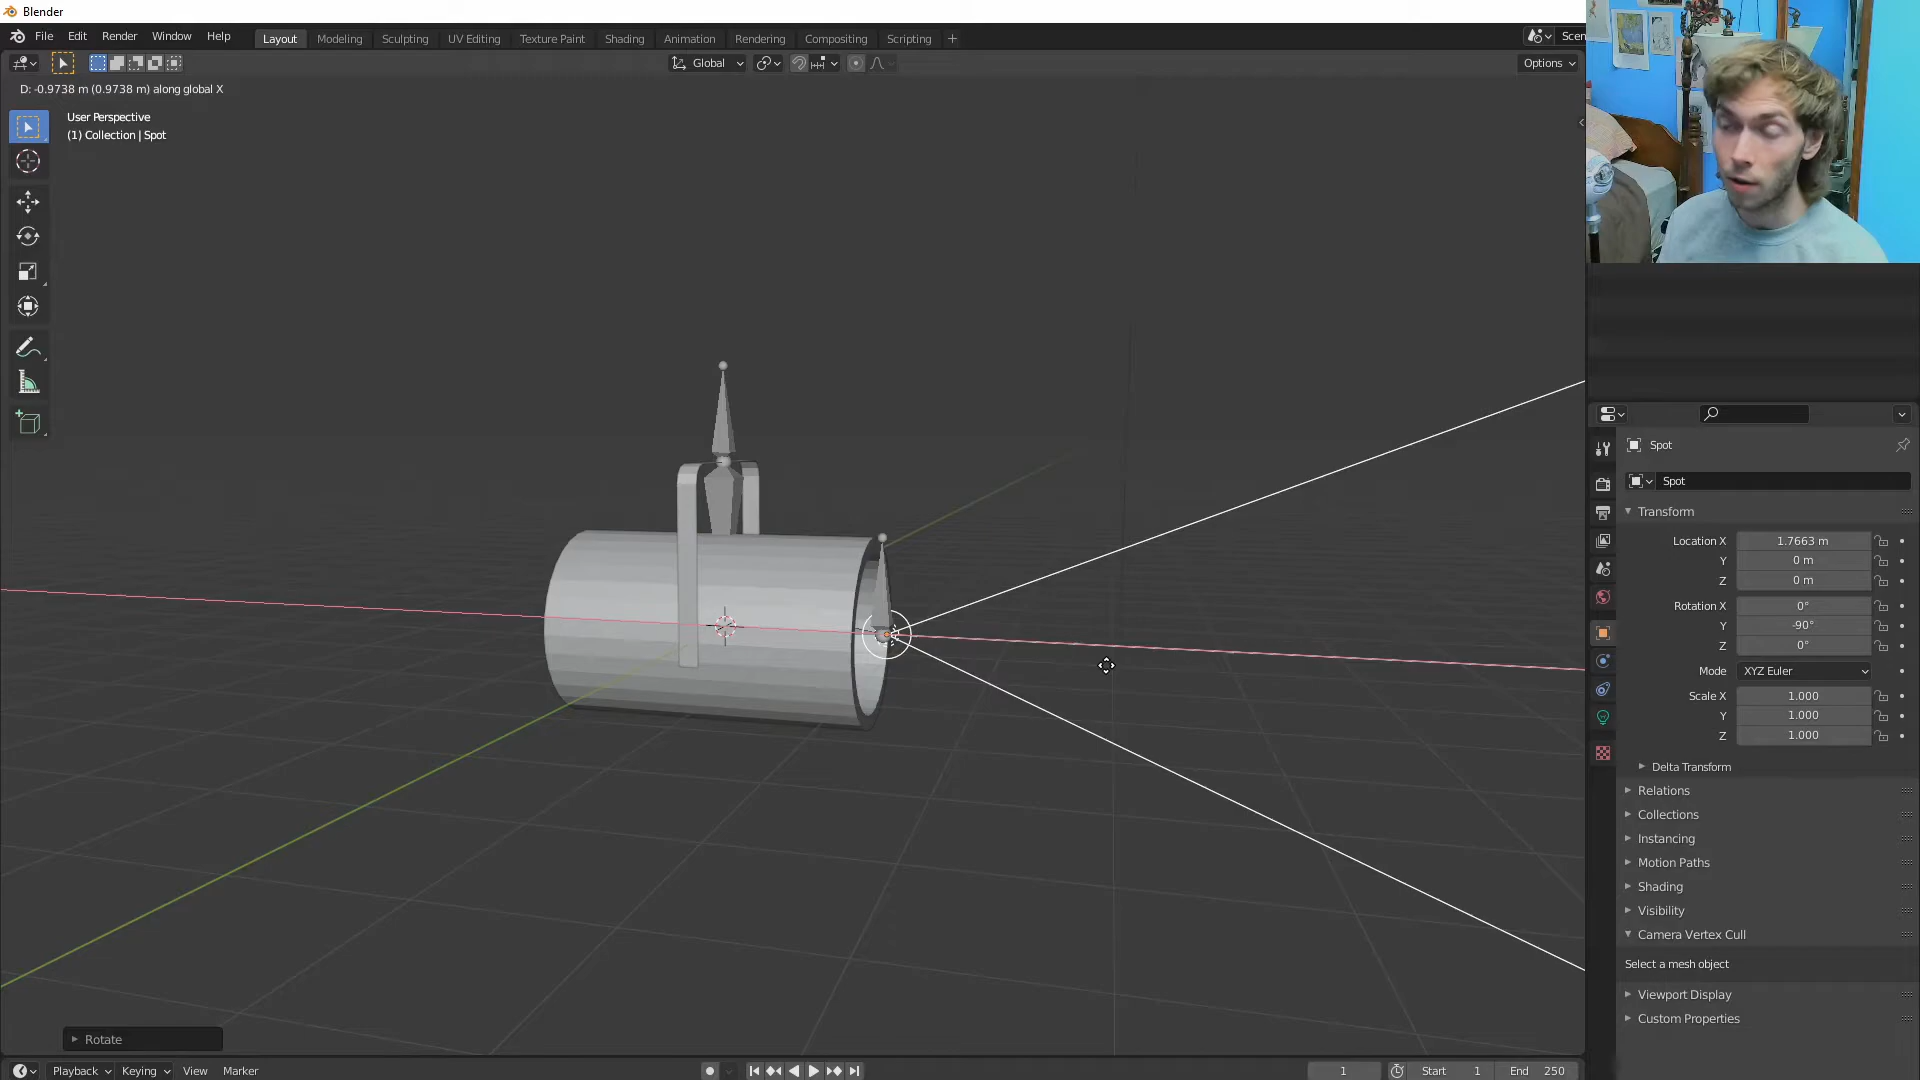 Blender
File Edit Render Window Help
Layout Modeling Sculpting UV Editing Texture Paint Shading Animation Rendering Compositing Scripting +
Scen
Global
Options
D: -0.9738 m (0.9738 m) along global X
User Perspective
(1) Collection | Spot
Spot
Spot
Transform
Location X 1.7663 m
Y 0 m
Z 0 m
Rotation X 0°
Y -90°
Z 0°
Mode XYZ Euler
Scale X 1.000
Y 1.000
Z 1.000
Delta Transform
Relations
Collections
Instancing
Motion Paths
Shading
Visibility
Camera Vertex Cull
Select a mesh object
Viewport Display
Custom Properties
Rotate
Playback Keying View Marker
1 Start 1 End 250